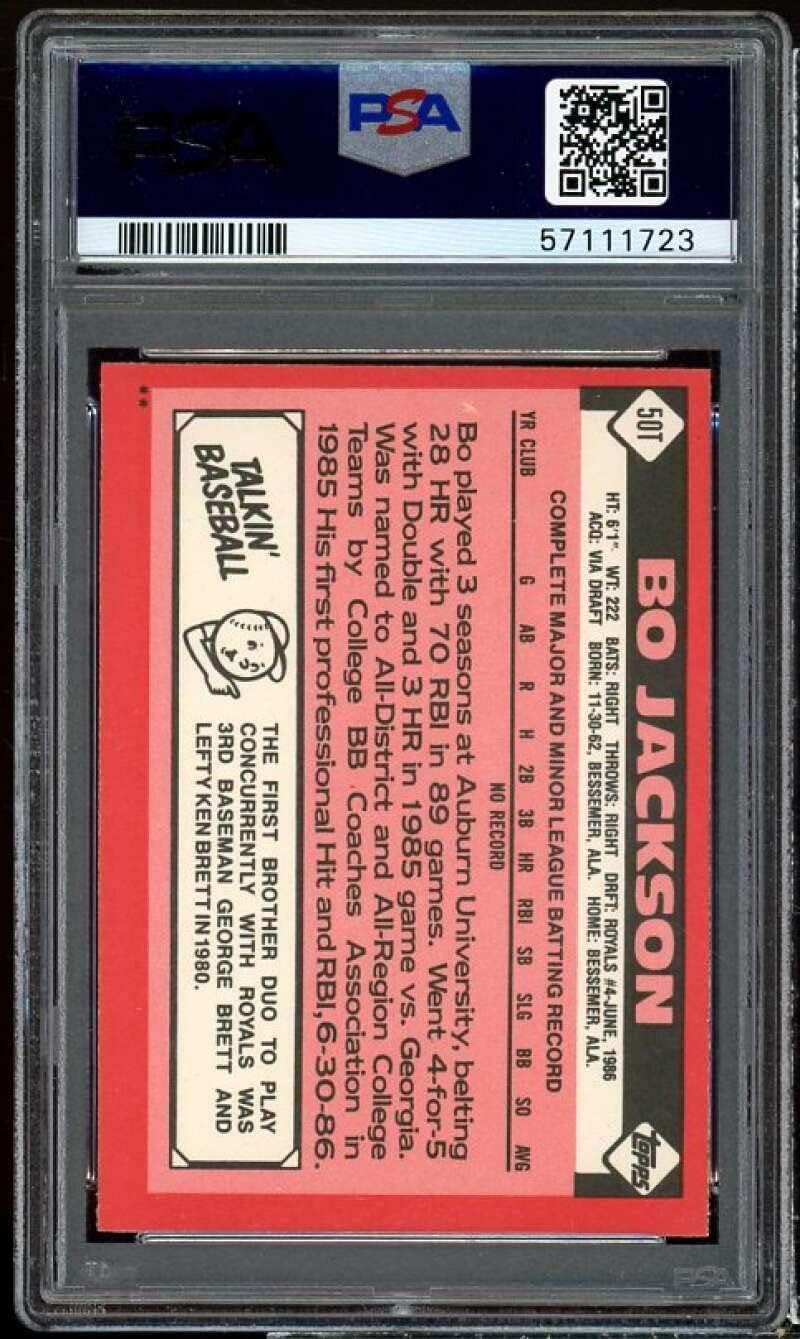 PSA
PSA
57111723
50T
BO JACKSON
topps
HT: 6'1" WT: 222 BATS: RIGHT THROWS: RIGHT DRFT: ROYALS #4-JUNE, 1986
ACQ: VIA DRAFT BORN: 11-30-62, BESSEMER, ALA. HOME: BESSEMER, ALA.
COMPLETE MAJOR AND MINOR LEAGUE BATTING RECORD
YR CLUB G AB R H 2B 3B HR RBI SB SLG BB SO AVG
NO RECORD
Bo played 3 seasons at Auburn University, belting
28 HR with 70 RBI in 89 games. Went 4-for-5
with Double and 3 HR in 1985 game vs. Georgia.
Was named to All-District and All-Region College
Teams by College BB Coaches Association in
1985 His first professional Hit and RBI, 6-30-86.
TALKIN'
BASEBALL
THE FIRST BROTHER DUO TO PLAY
CONCURRENTLY WITH ROYALS WAS
3RD BASEMAN GEORGE BRETT AND
LEFTY KEN BRETT IN 1980.
**
PSA